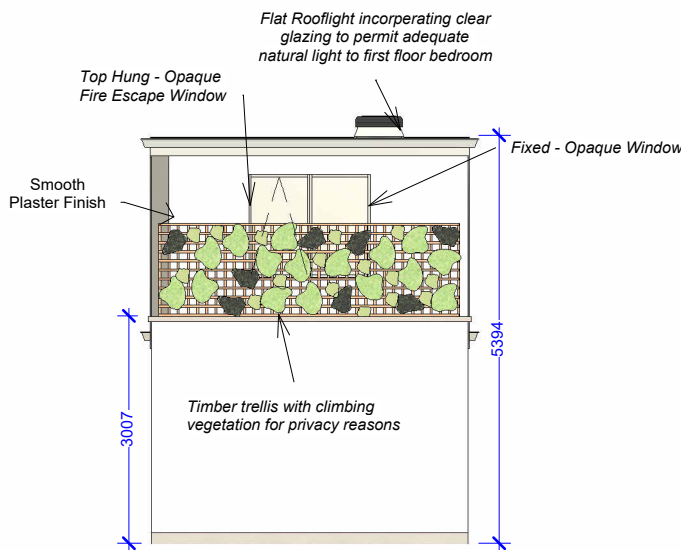 Flat Rooflight incorperating clear
glazing to permit adequate
natural light to first floor bedroom
Top Hung - Opaque
Fire Escape Window
Fixed - Opaque Window
Smooth
Plaster Finish
5394
3007
Timber trellis with climbing
vegetation for privacy reasons